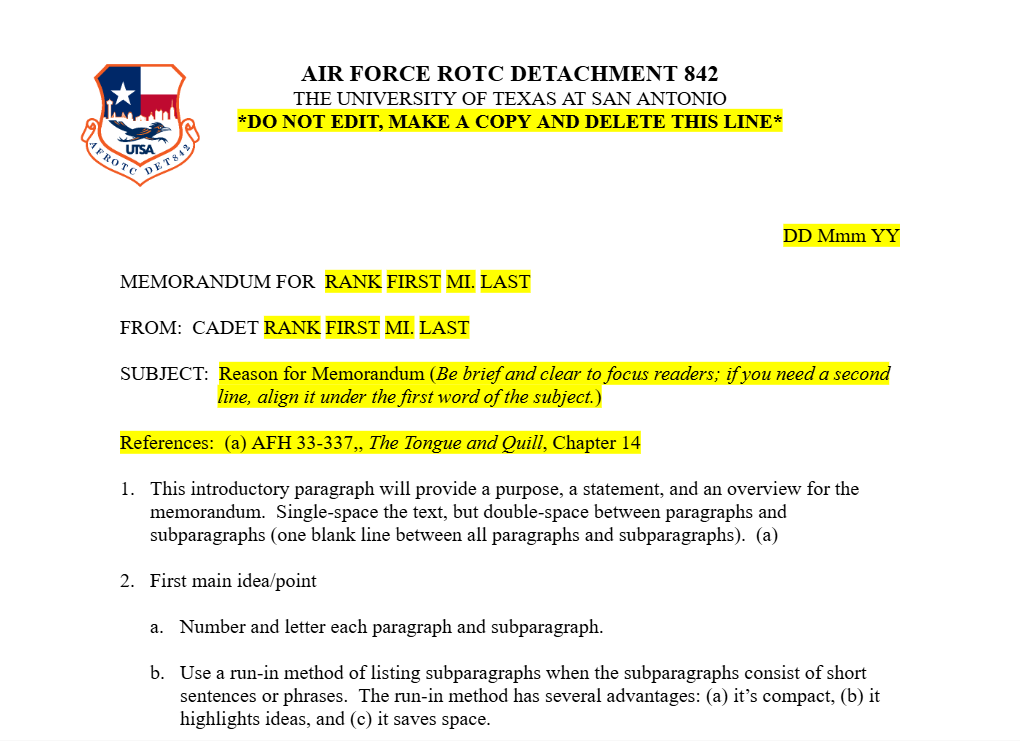 AIR FORCE ROTC DETACHMENT 842
THE UNIVERSITY OF TEXAS AT SAN ANTONIO
*DO NOT EDIT, MAKE A COPY AND DELETE THIS LINE*
UTSA
AFROTC DET 842
DD Mmm YY
MEMORANDUM FOR  RANK FIRST MI. LAST
FROM:  CADET RANK FIRST MI. LAST
SUBJECT:  Reason for Memorandum (Be brief and clear to focus readers; if you need a second
line, align it under the first word of the subject.)
References:  (a) AFH 33-337,, The Tongue and Quill, Chapter 14
1.  This introductory paragraph will provide a purpose, a statement, and an overview for the
memorandum.  Single-space the text, but double-space between paragraphs and
subparagraphs (one blank line between all paragraphs and subparagraphs).  (a)
2.  First main idea/point
a.  Number and letter each paragraph and subparagraph.
b.  Use a run-in method of listing subparagraphs when the subparagraphs consist of short
sentences or phrases.  The run-in method has several advantages: (a) it’s compact, (b) it
highlights ideas, and (c) it saves space.